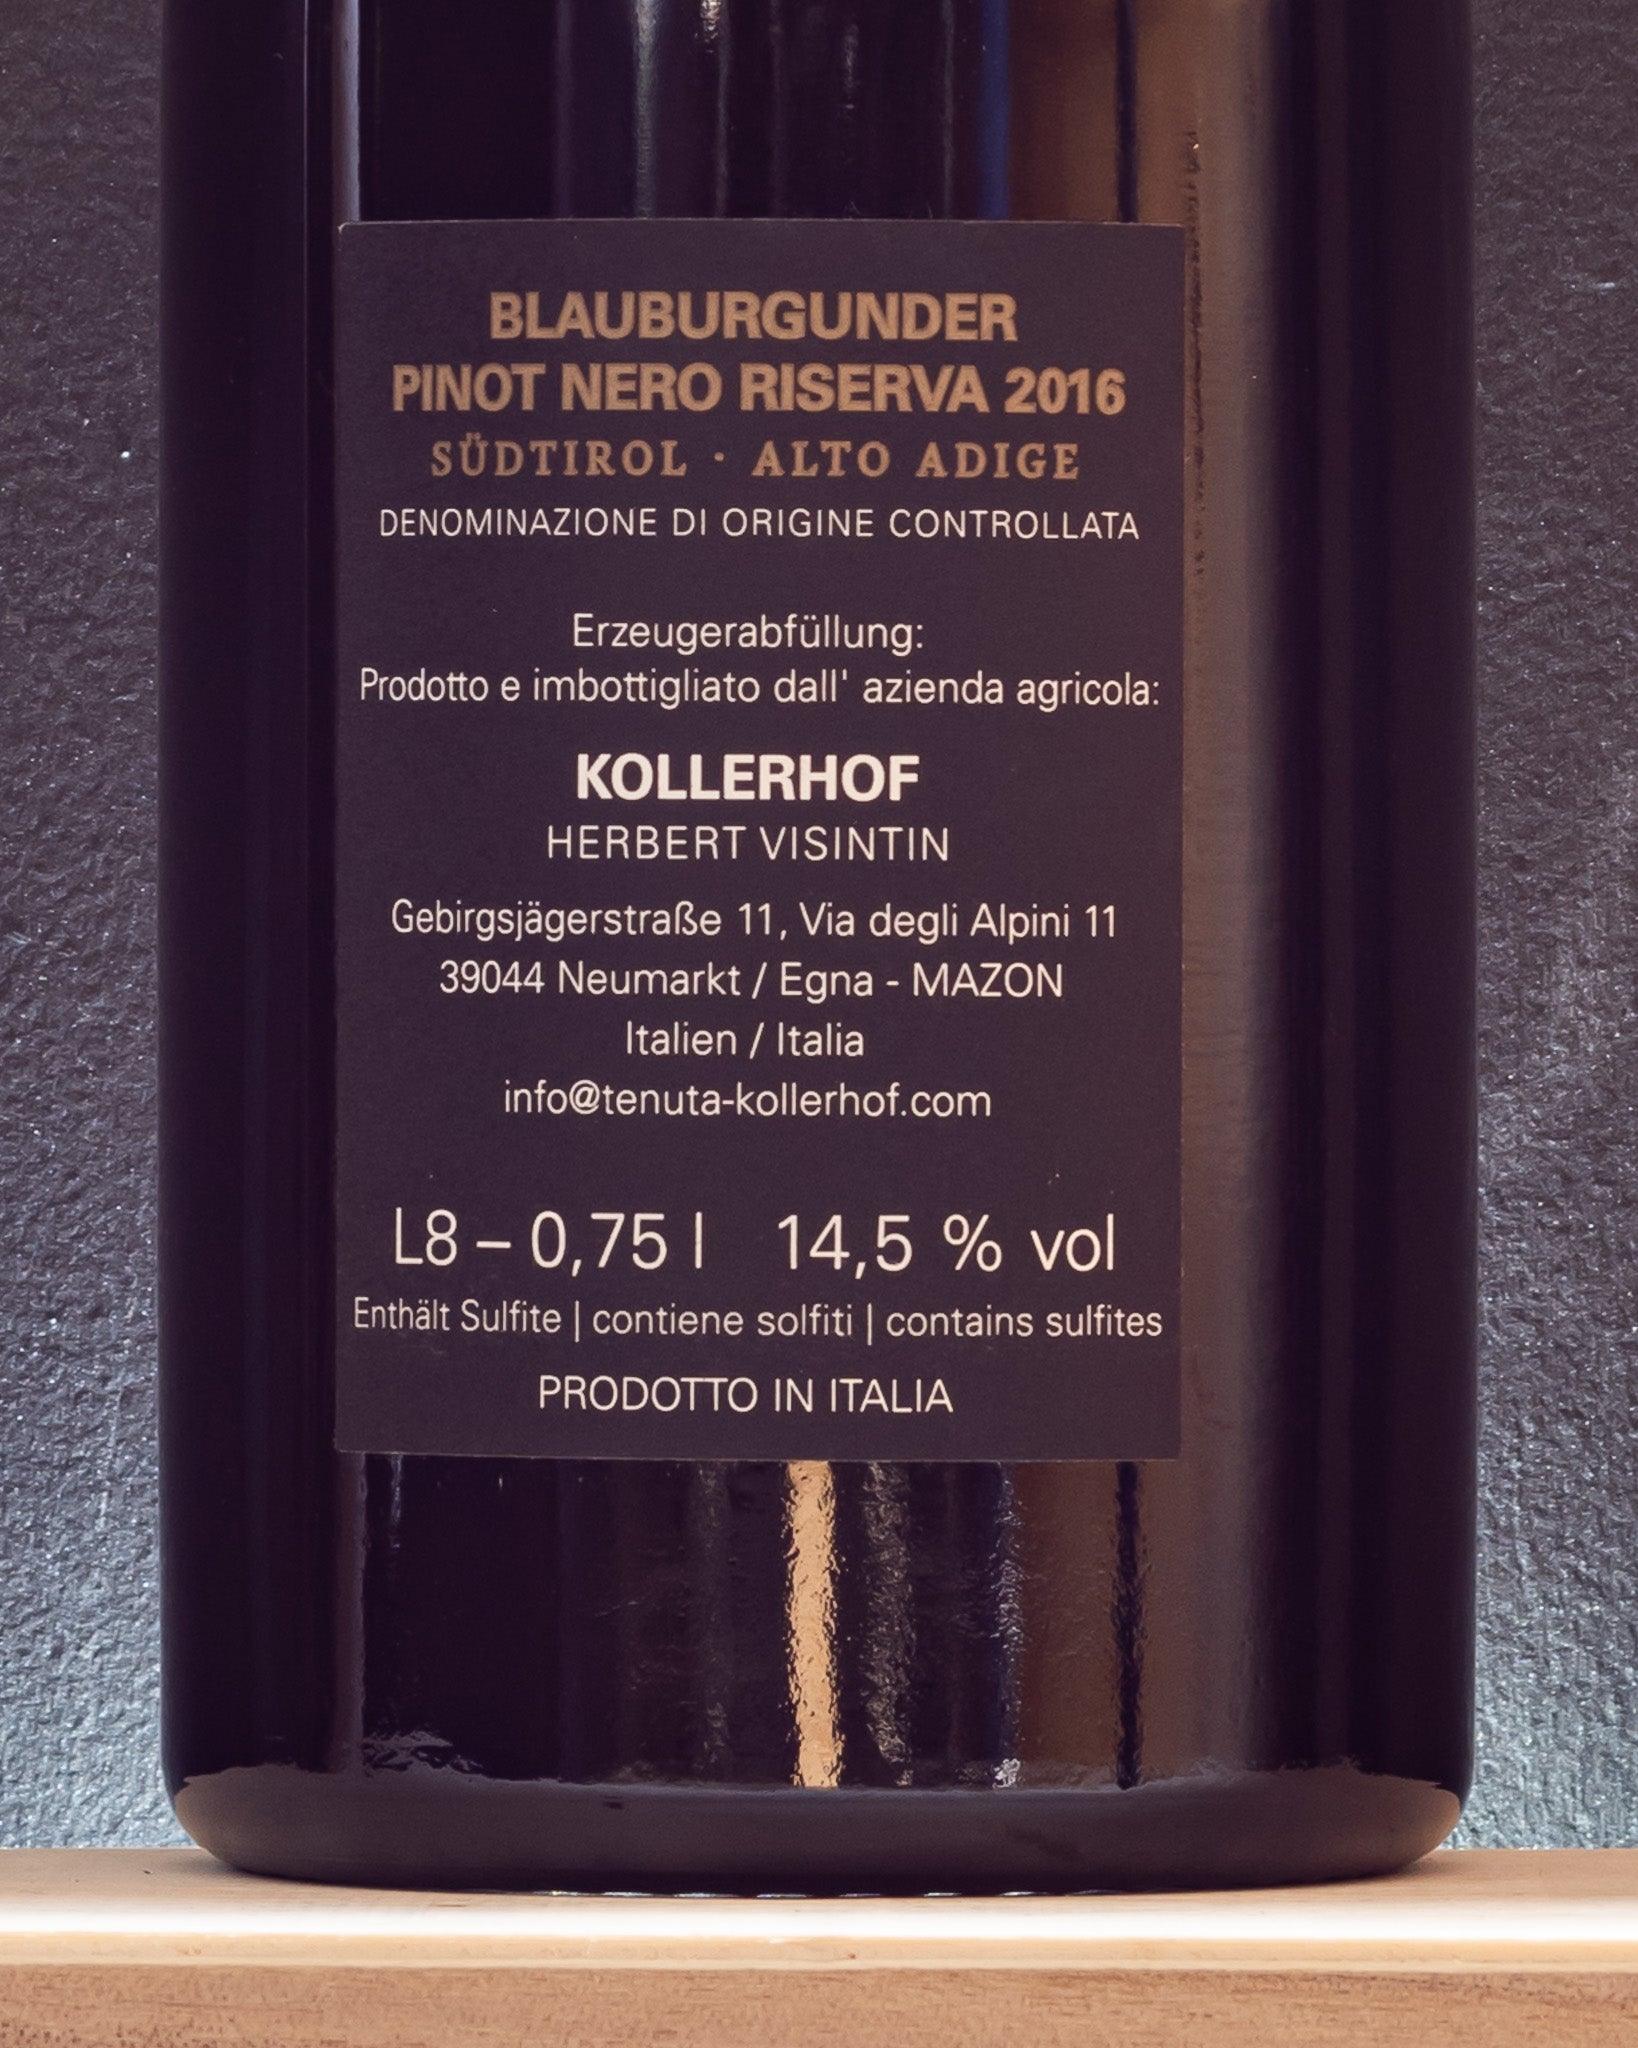 BLAUBURGUNDER
PINOT NERO RISERVA 2016
SÜDTIROL · ALTO ADIGE
DENOMINAZIONE DI ORIGINE CONTROLLATA
Erzeugerabfüllung:
Prodotto e imbottigliato dall' azienda agricola:
KOLLERHOF
HERBERT VISINTIN
Gebirgsjägerstraße 11, Via degli Alpini 11
39044 Neumarkt / Egna - MAZON
Italien / Italia
info@tenuta-kollerhof.com
L8 – 0,75 l 14,5 % vol
Enthält Sulfite | contiene solfiti | contains sulfites
PRODOTTO IN ITALIA